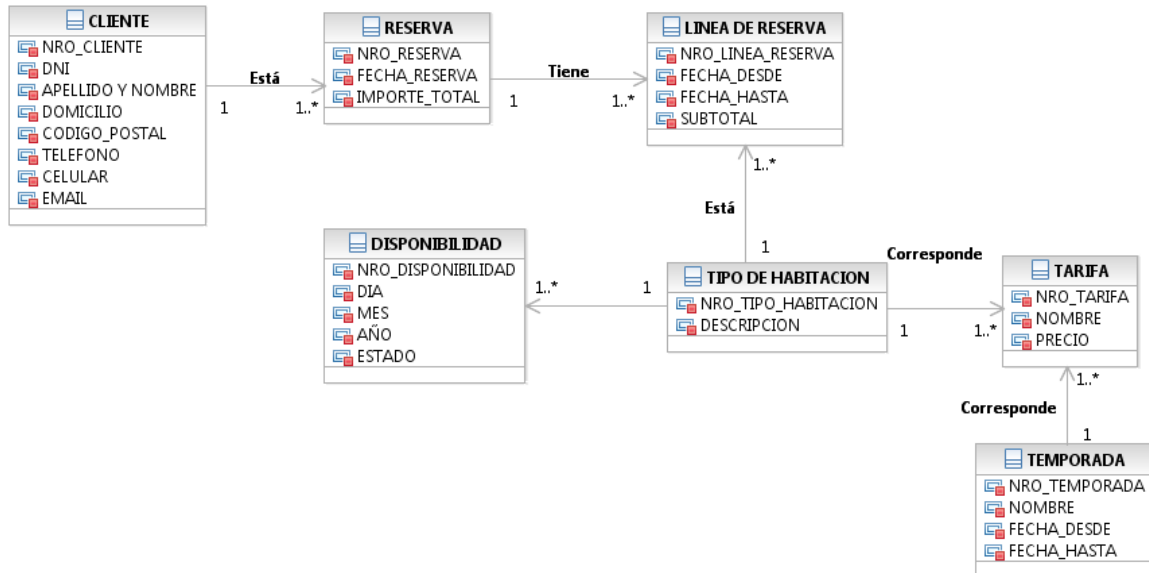 CLIENTE
NRO_CLIENTE
DNI
APELLIDO Y NOMBRE
DOMICILIO
CODIGO_POSTAL
TELEFONO
CELULAR
EMAIL
Está
1
1..*
RESERVA
NRO_RESERVA
FECHA_RESERVA
IMPORTE_TOTAL
Tiene
1
1..*
LINEA DE RESERVA
NRO_LINEA_RESERVA
FECHA_DESDE
FECHA_HASTA
SUBTOTAL
1..*
Está
1
DISPONIBILIDAD
NRO_DISPONIBILIDAD
DIA
MES
AÑO
ESTADO
1..*
1
TIPO DE HABITACION
NRO_TIPO_HABITACION
DESCRIPCION
Corresponde
1
1..*
TARIFA
NRO_TARIFA
NOMBRE
PRECIO
1..*
Corresponde
1
TEMPORADA
NRO_TEMPORADA
NOMBRE
FECHA_DESDE
FECHA_HASTA